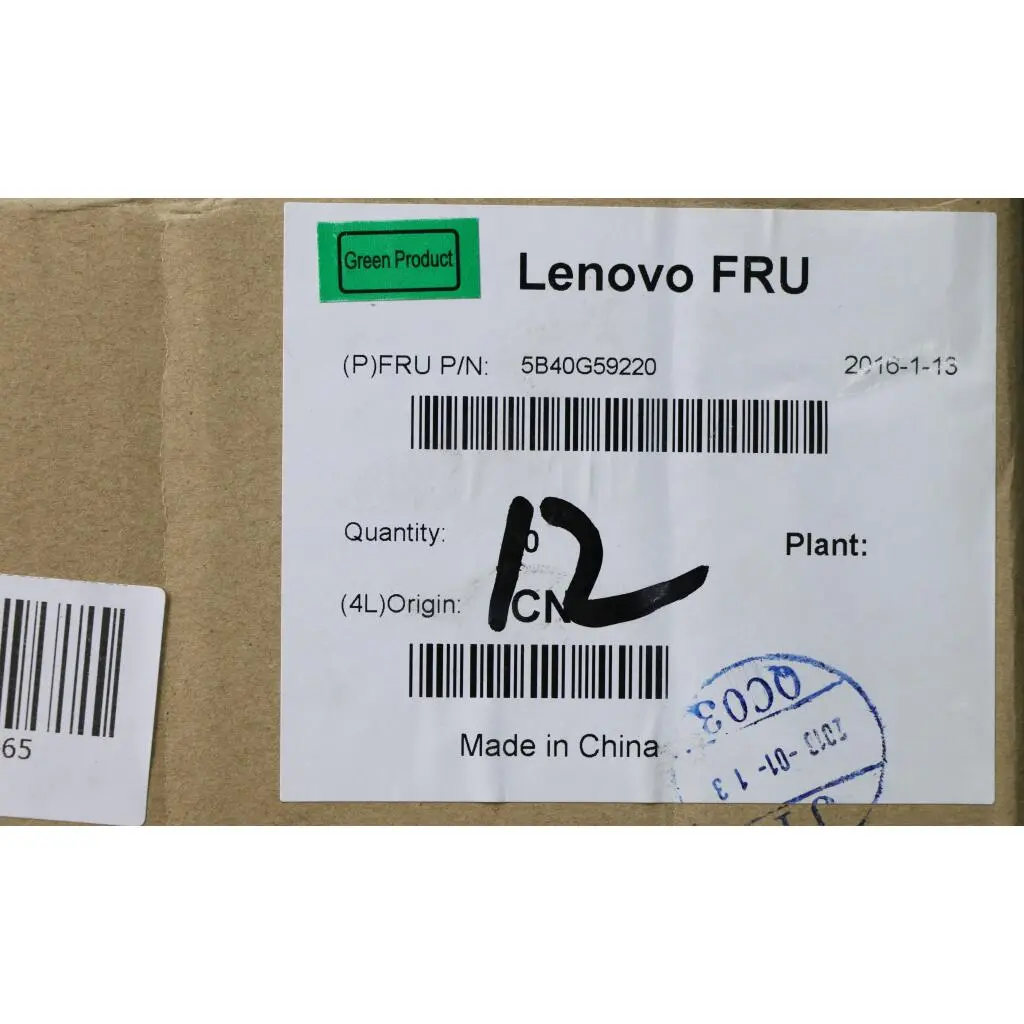 Green Product
Lenovo FRU
(P)FRU P/N: 5B40G59220 2016-1-13
Quantity: 12
Plant:
(4L)Origin: CN
Made in China
QC03
65